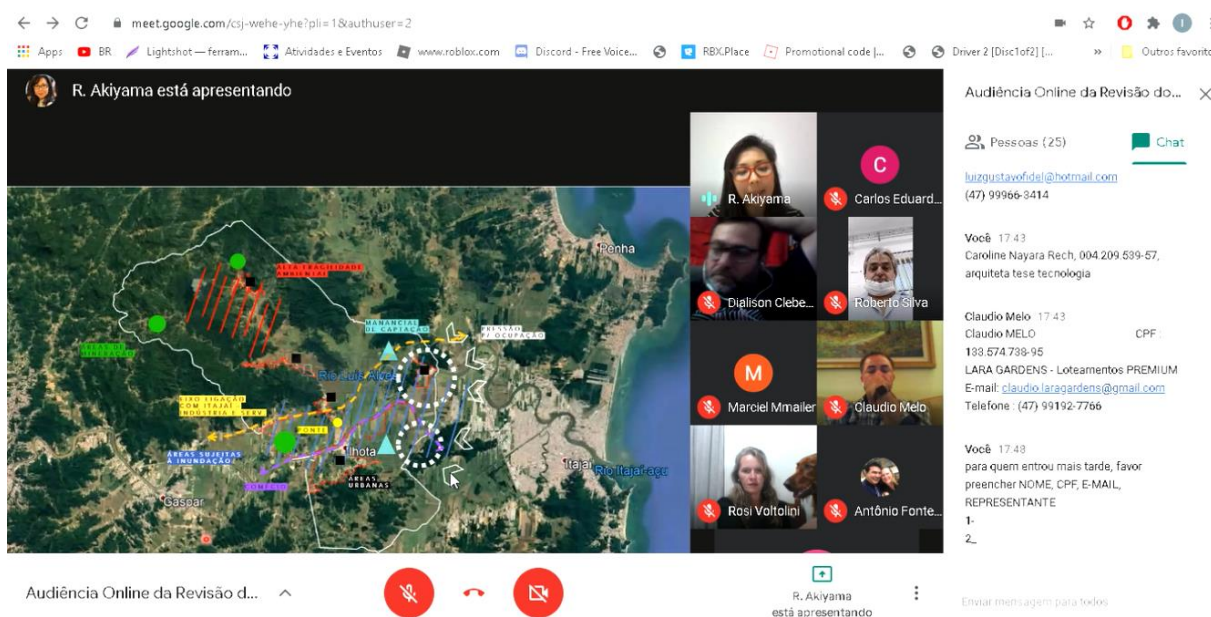 meet.google.com/csj-wehe-yhe?pli=1&authuser=2
Apps BR Lightshot — ferram... Atividades e Eventos www.roblox.com Discord - Free Voice... RBX.Place Promotional code |... Driver 2 [Disc1of2] [... » Outros favorito
R. Akiyama está apresentando
Penha
ALTA FRAGILIDADE
AMBIENTAL
MANANCIAL
DE CAPTAÇÃO
PRESSÃO
P/ OCUPAÇÃO
ÁREAS DE
MINERAÇÃO
Rio Luís Alves
EIXO LIGAÇÃO
COM ITAJAÍ
INDÚSTRIA E SERV
PONTE
Ilhota
ÁREAS SUJEITAS
À INUNDAÇÃO
ÁREAS
URBANAS
Itajaí Rio Itajaí-açu
Gaspar
R. Akiyama
C
Carlos Eduard...
Dialison Clebe...
Roberto Silva
M
Marciel Mmailer
Claudio Melo
Rosi Voltolini
Antônio Fonte...
Audiência Online da Revisão do...
Pessoas (25) Chat
luizgustavofidel@hotmail.com
(47) 99966-3414
Você 17:43
Caroline Nayara Rech, 004.209.539-57,
arquiteta tese tecnologia
Claudio Melo 17:43
Claudio MELO CPF :
133.574.738-95
LARA GARDENS - Loteamentos PREMIUM
E-mail: claudio.laragardens@gmail.com
Telefone : (47) 99192-7766
Você 17:48
para quem entrou mais tarde, favor
preencher NOME, CPF, E-MAIL,
REPRESENTANTE
1-
2_
Enviar mensagem para todos
Audiência Online da Revisão d...
R. Akiyama
está apresentando